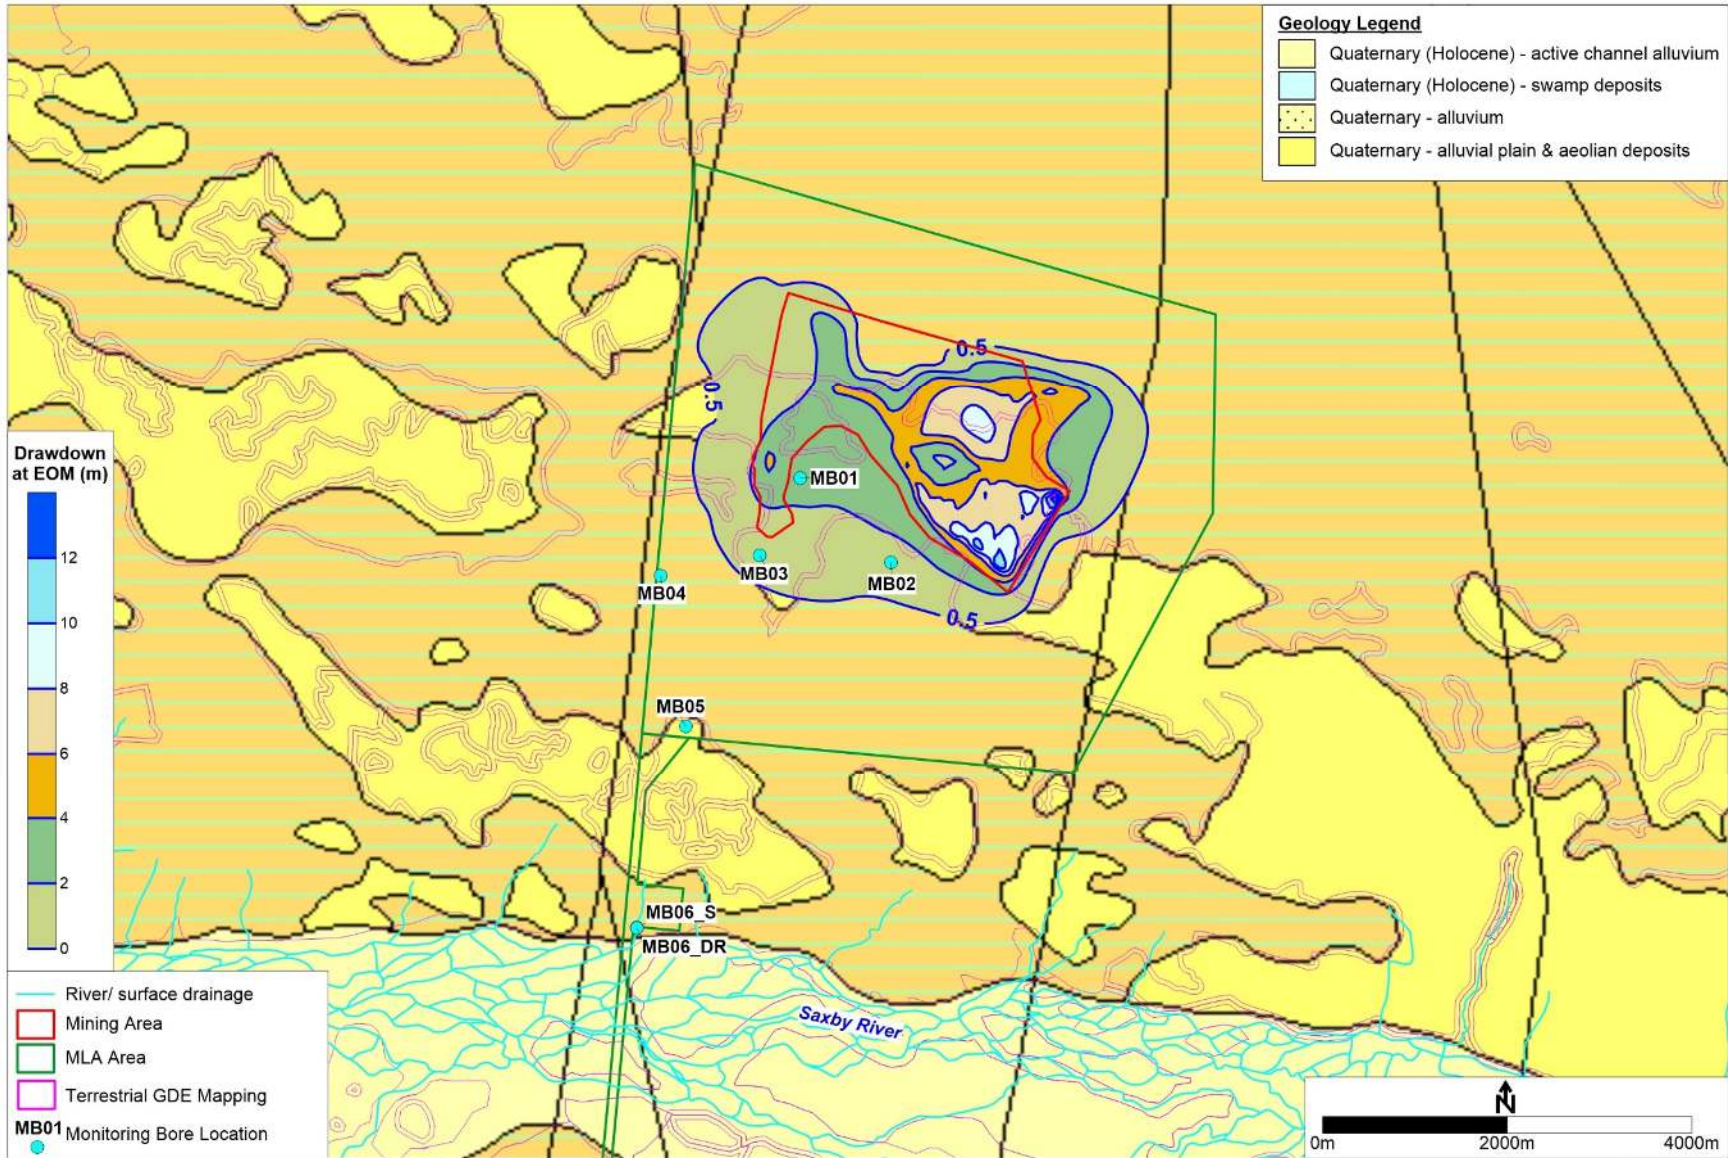 Geology Legend
Quaternary (Holocene) - active channel alluvium
Quaternary (Holocene) - swamp deposits
Quaternary - alluvium
Quaternary - alluvial plain & aeolian deposits
0.5
0.5
MB01
MB03
MB02
MB04
0.5
MB05
Drawdown
at EOM (m)
12
10
8
6
4
2
0
MB06_S
MB06_DR
Saxby River
River/ surface drainage
Mining Area
MLA Area
Terrestrial GDE Mapping
MB01 Monitoring Bore Location
N
0m 2000m 4000m